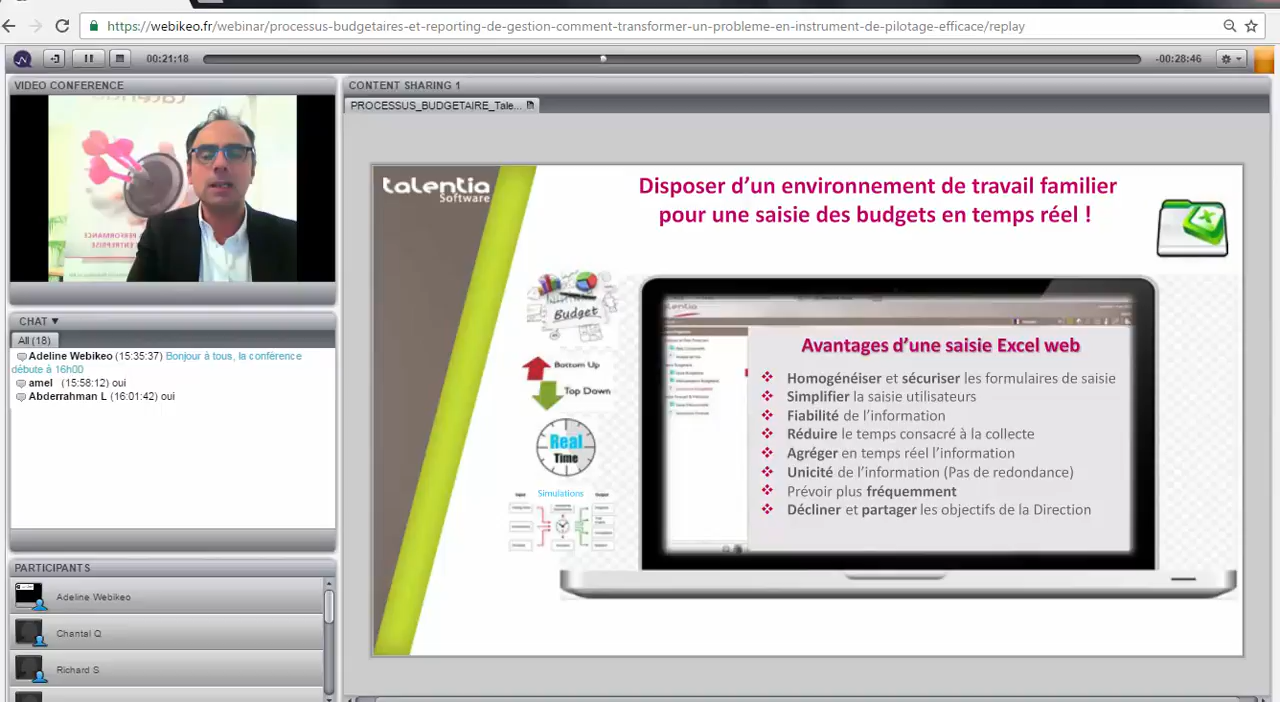 https://webikeo.fr/webinar/processus-budgetaires-et-reporting-de-gestion-comment-transformer-un-probleme-en-instrument-de-pilotage-efficace/replay
00:21:18
-00:28:46
VIDEO CONFERENCE
PERFORMANCE
ENTREPRISE
CHAT
All (18)
Adeline Webikeo (15:35:37) Bonjour à tous, la conférence
débute à 16h00
amel (15:58:12) oui
Abderrahman L (16:01:42) oui
PARTICIPANTS
Adeline Webikeo
Chantal Q
Richard S
CONTENT SHARING 1
PROCESSUS_BUDGETAIRE_Tale...
talentia
Software
Disposer d'un environnement de travail familier
pour une saisie des budgets en temps réel !
Budget
Bottom Up
Top Down
Real
Time
Simulations
Input
Output
Avantages d'une saisie Excel web
❖ Homogénéiser et sécuriser les formulaires de saisie
❖ Simplifier la saisie utilisateurs
❖ Fiabilité de l'information
❖ Réduire le temps consacré à la collecte
❖ Agréger en temps réel l'information
❖ Unicité de l'information (Pas de redondance)
❖ Prévoir plus fréquemment
❖ Décliner et partager les objectifs de la Direction